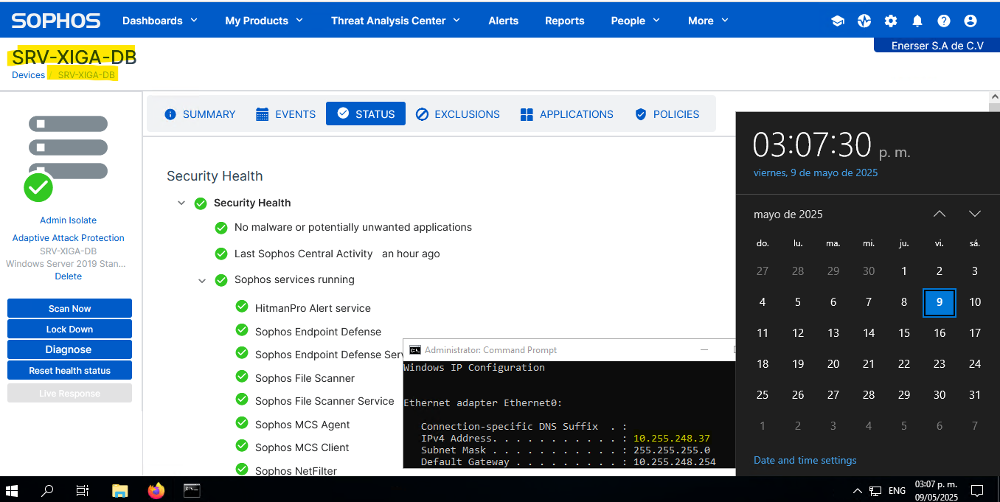 SOPHOS Dashboards My Products Threat Analysis Center Alerts Reports People More
Enerser S.A de C.V
SRV-XIGA-DB
Devices / SRV-XIGA-DB
SUMMARY EVENTS STATUS EXCLUSIONS APPLICATIONS POLICIES
Admin Isolate
Adaptive Attack Protection
SRV-XIGA-DB
Windows Server 2019 Stan...
Delete
Scan Now
Lock Down
Diagnose
Reset health status
Live Response
Security Health
Security Health
No malware or potentially unwanted applications
Last Sophos Central Activity an hour ago
Sophos services running
HitmanPro Alert service
Sophos Endpoint Defense
Sophos Endpoint Defense Serv
Sophos File Scanner
Sophos File Scanner Service
Sophos MCS Agent
Sophos MCS Client
Sophos NetFilter
Administrator: Command Prompt
Windows IP Configuration
Ethernet adapter Ethernet0:
Connection-specific DNS Suffix . :
IPv4 Address. . . . . . . . . . . : 10.255.248.37
Subnet Mask . . . . . . . . . . . : 255.255.255.0
Default Gateway . . . . . . . . . : 10.255.248.254
03:07:30 p. m.
viernes, 9 de mayo de 2025
mayo de 2025
do. lu. ma. mi. ju. vi. sá.
27 28 29 30 1 2 3
4 5 6 7 8 9 10
11 12 13 14 15 16 17
18 19 20 21 22 23 24
25 26 27 28 29 30 31
1 2 3 4 5 6 7
Date and time settings
ENG
03:07 p. m.
09/05/2025